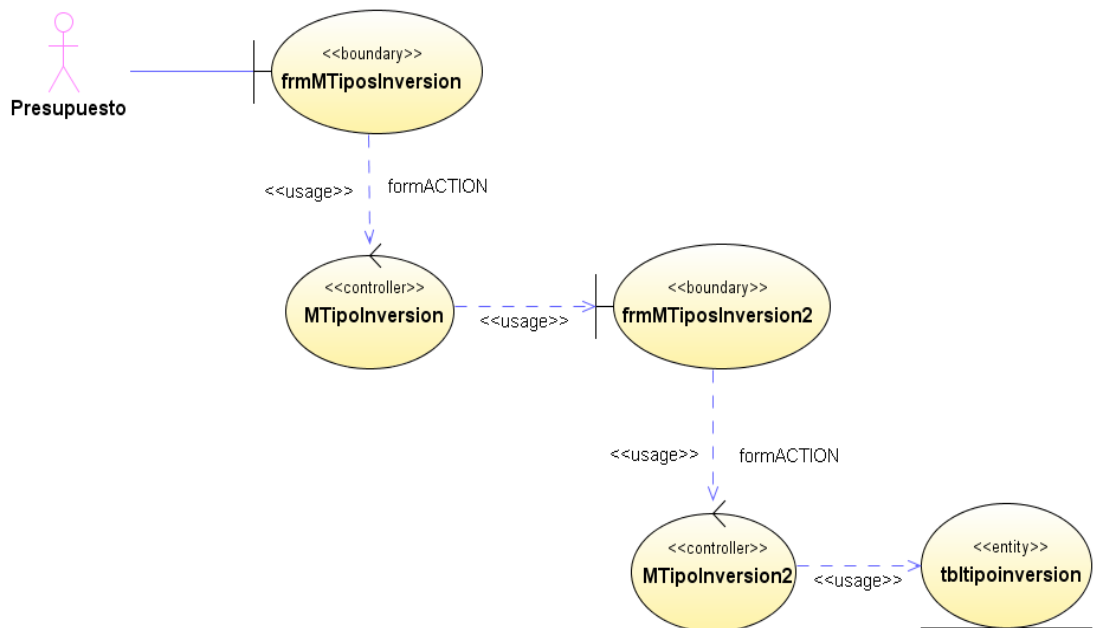 <<boundary>>
frmMTiposInversion
Presupuesto
<<usage>>
formACTION
<<controller>>
MTipoInversion
<<usage>>
<<boundary>>
frmMTiposInversion2
<<usage>>
formACTION
<<controller>>
MTipoInversion2
<<usage>>
<<entity>>
tbltipoinversion